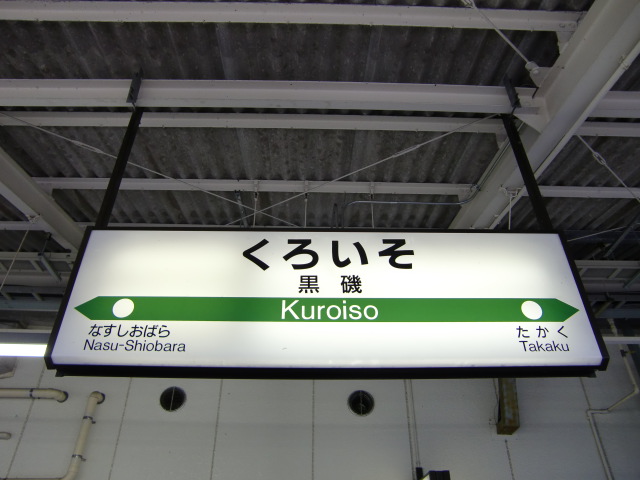 くろいそ
黒磯
Kuroiso
なすしおばら
Nasu-Shiobara
たかく
Takaku